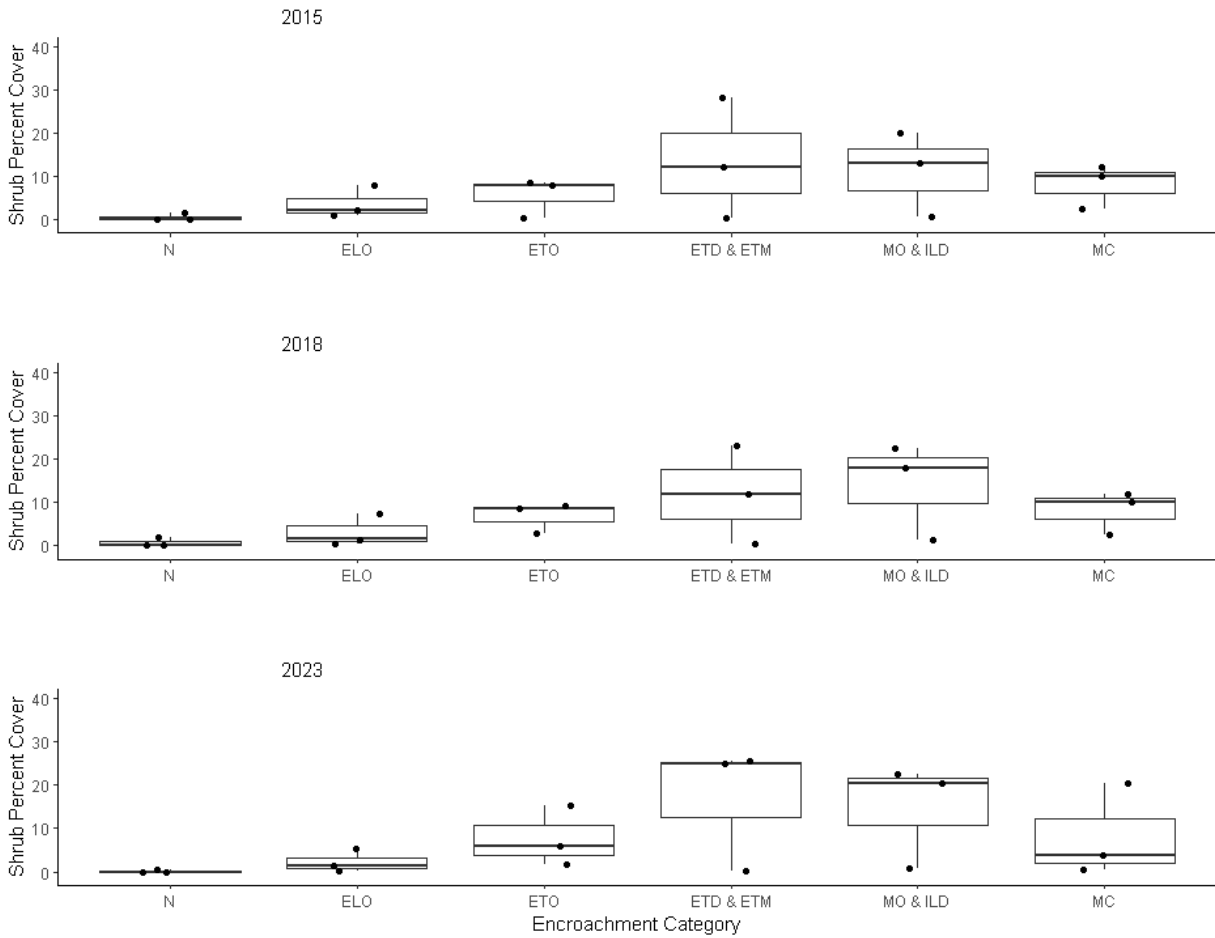 2015
Shrub Percent Cover
40
30
20
10
0
N ELO ETO ETD & ETM MO & ILD MC
2018
Shrub Percent Cover
40
30
20
10
0
N ELO ETO ETD & ETM MO & ILD MC
2023
Shrub Percent Cover
40
30
20
10
0
N ELO ETO ETD & ETM MO & ILD MC
Encroachment Category